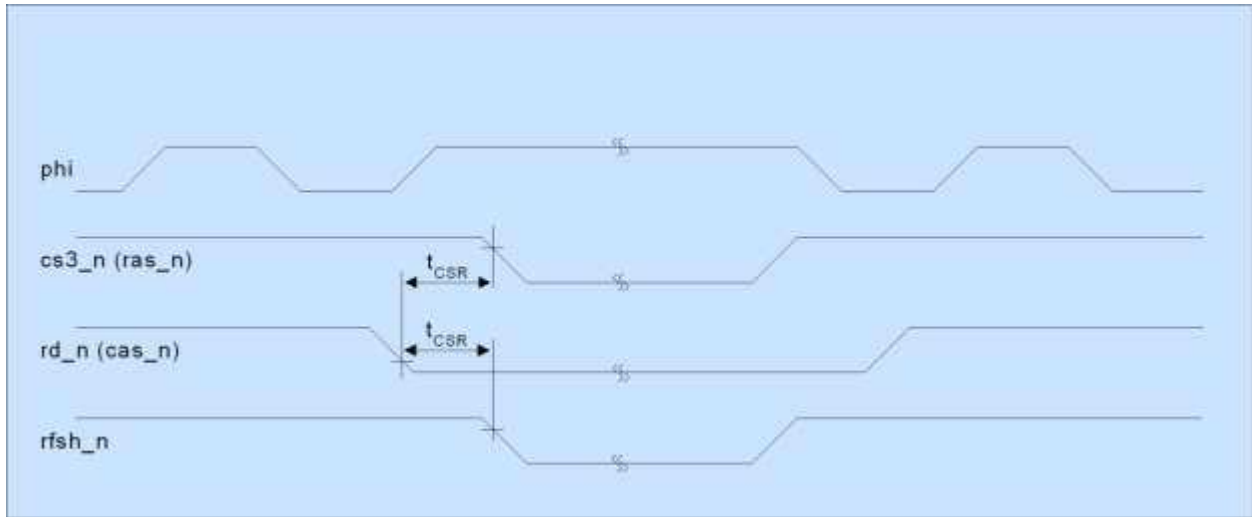 phi
cs3_n (ras_n)
tCSR
rd_n (cas_n)
tCSR
rfsh_n